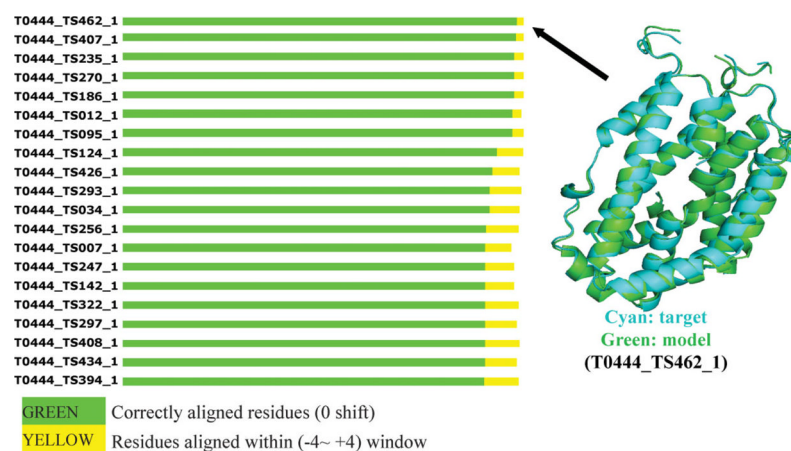 T0444_TS462_1
T0444_TS407_1
T0444_TS235_1
T0444_TS270_1
T0444_TS186_1
T0444_TS012_1
T0444_TS095_1
T0444_TS124_1
T0444_TS426_1
T0444_TS293_1
T0444_TS034_1
T0444_TS256_1
T0444_TS007_1
T0444_TS247_1
T0444_TS142_1
T0444_TS322_1
T0444_TS297_1
T0444_TS408_1
T0444_TS434_1
T0444_TS394_1
Cyan: target
Green: model
(T0444_TS462_1)
GREEN Correctly aligned residues (0 shift)
YELLOW Residues aligned within (-4~ +4) window